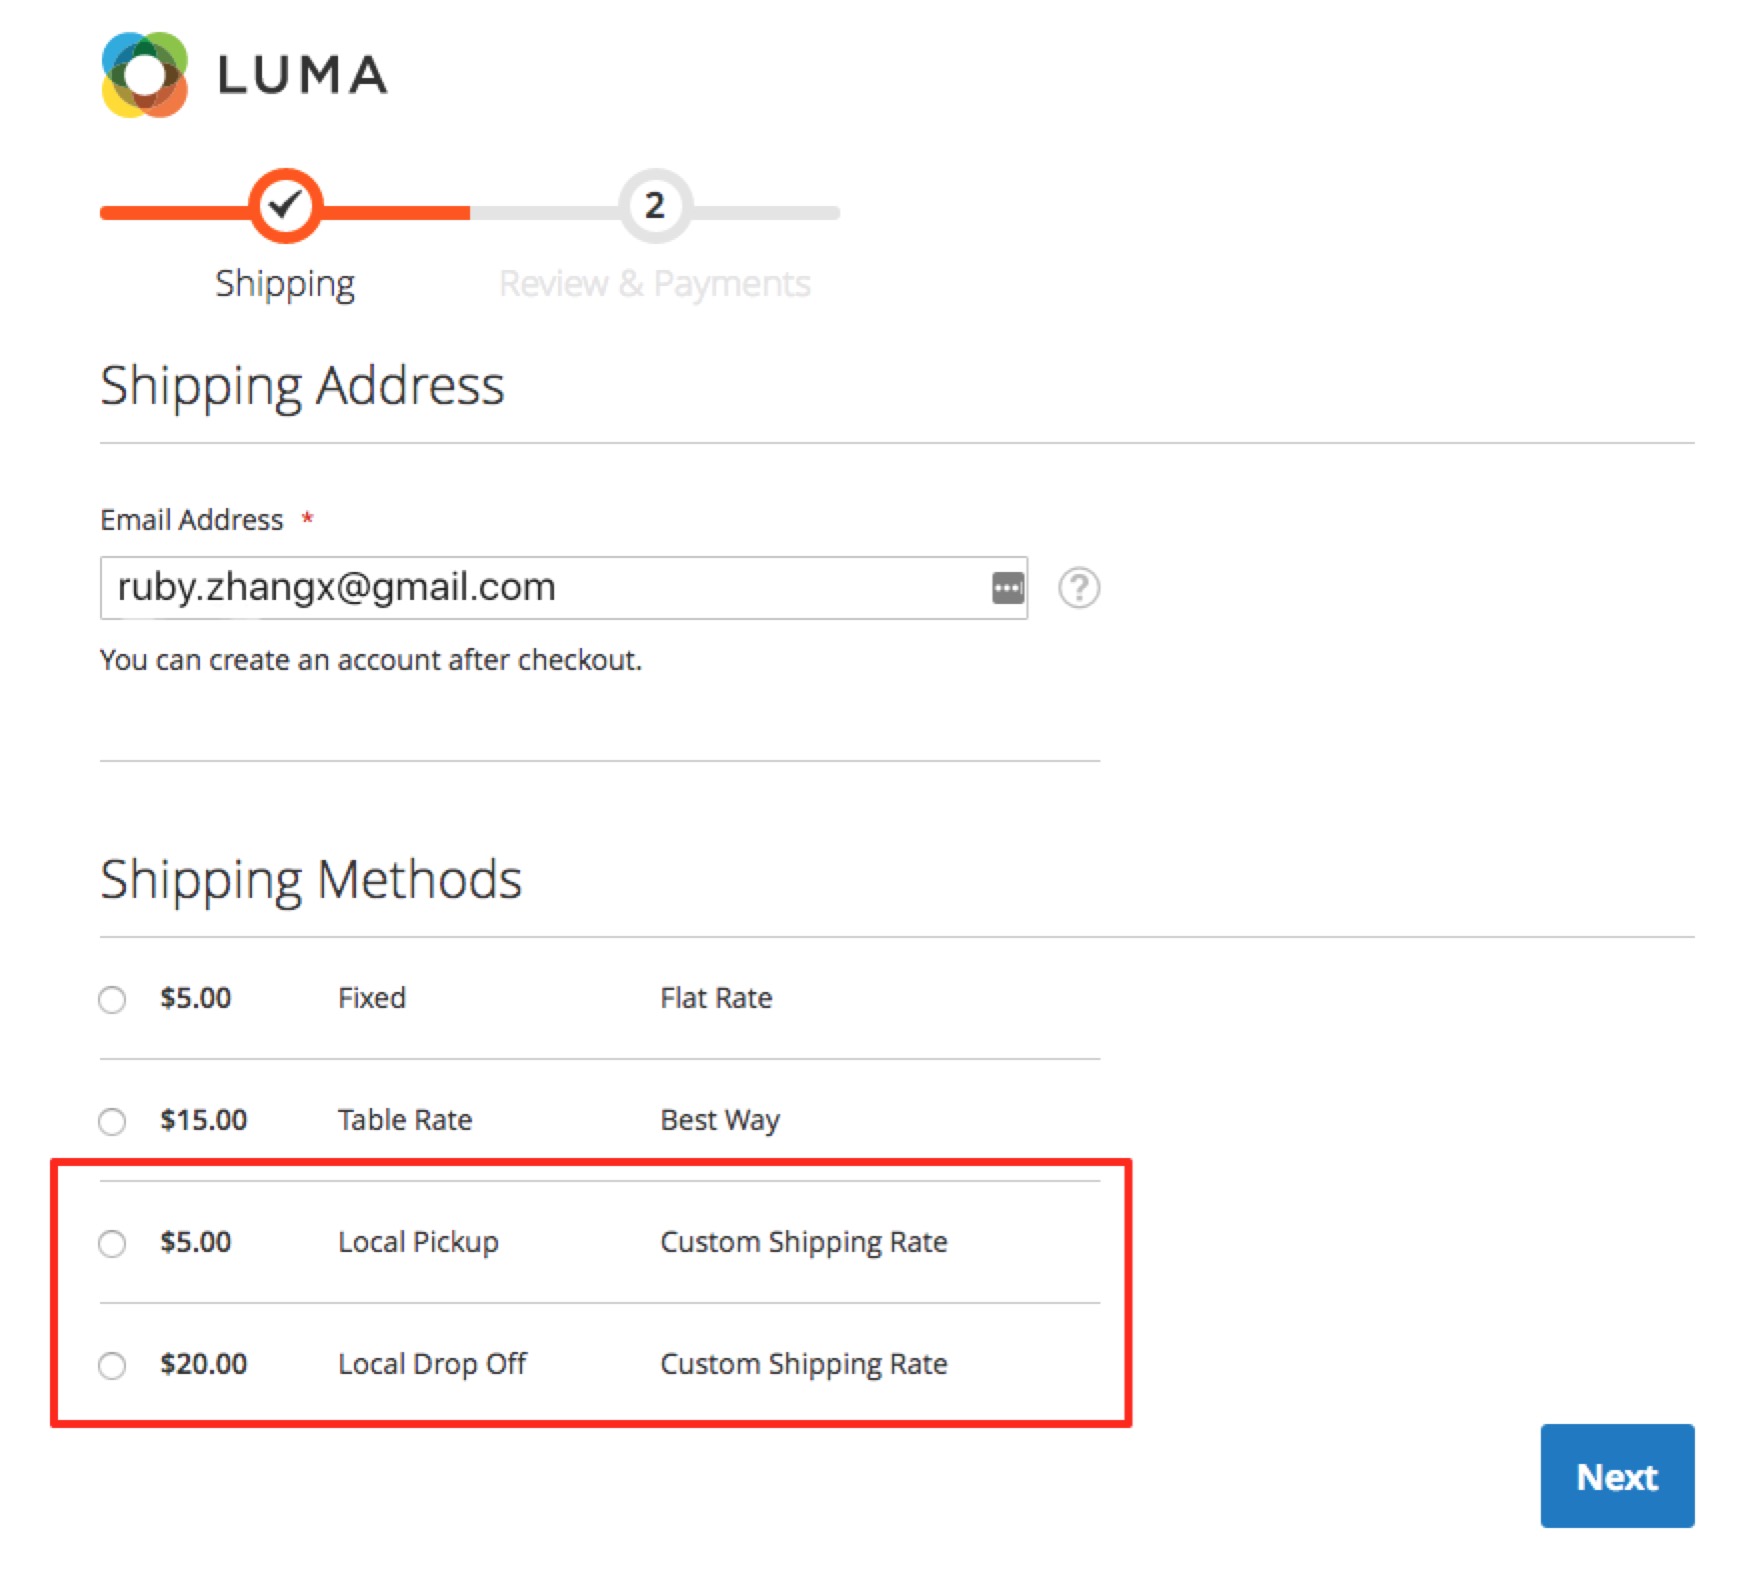 LUMA
2
Shipping
Review & Payments
Shipping Address
Email Address *
ruby.zhangx@gmail.com
?
You can create an account after checkout.
Shipping Methods
$5.00 Fixed Flat Rate
$15.00 Table Rate Best Way
$5.00 Local Pickup Custom Shipping Rate
$20.00 Local Drop Off Custom Shipping Rate
Next